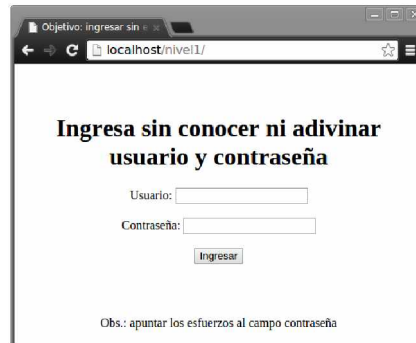 Objetivo: ingresar sin
localhost/nivel1/
Ingresa sin conocer ni adivinar
usuario y contraseña
Usuario:
Contraseña:
Ingresar
Obs.: apuntar los esfuerzos al campo contraseña